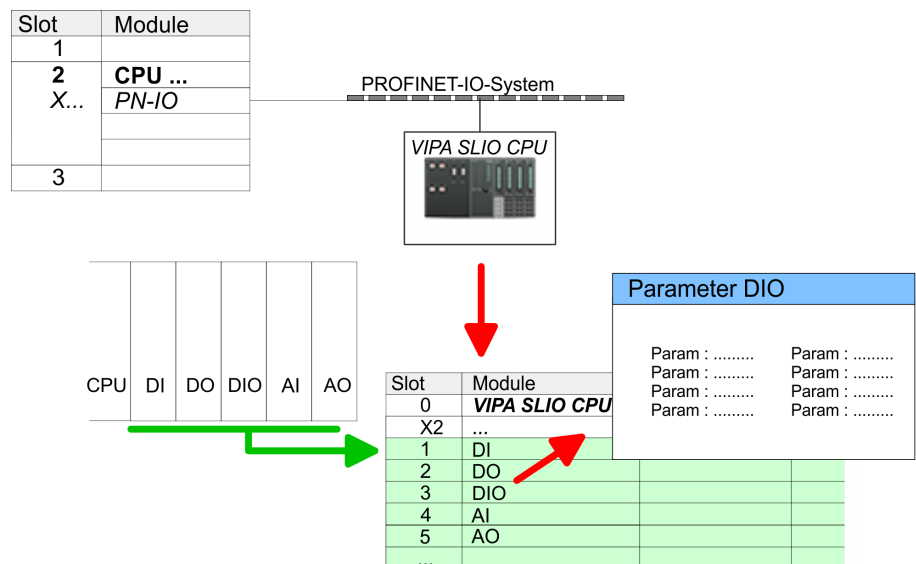 Slot Module
1
2 CPU ...
X... PN-IO
3
PROFINET-IO-System
VIPA SLIO CPU
CPU DI DO DIO AI AO
Parameter DIO
Param : ......... Param : .........
Param : ......... Param : .........
Param : ......... Param : .........
Param : ......... Param : .........
Slot Module
0 VIPA SLIO CPU
X2 ...
1 DI
2 DO
3 DIO
4 AI
5 AO
...